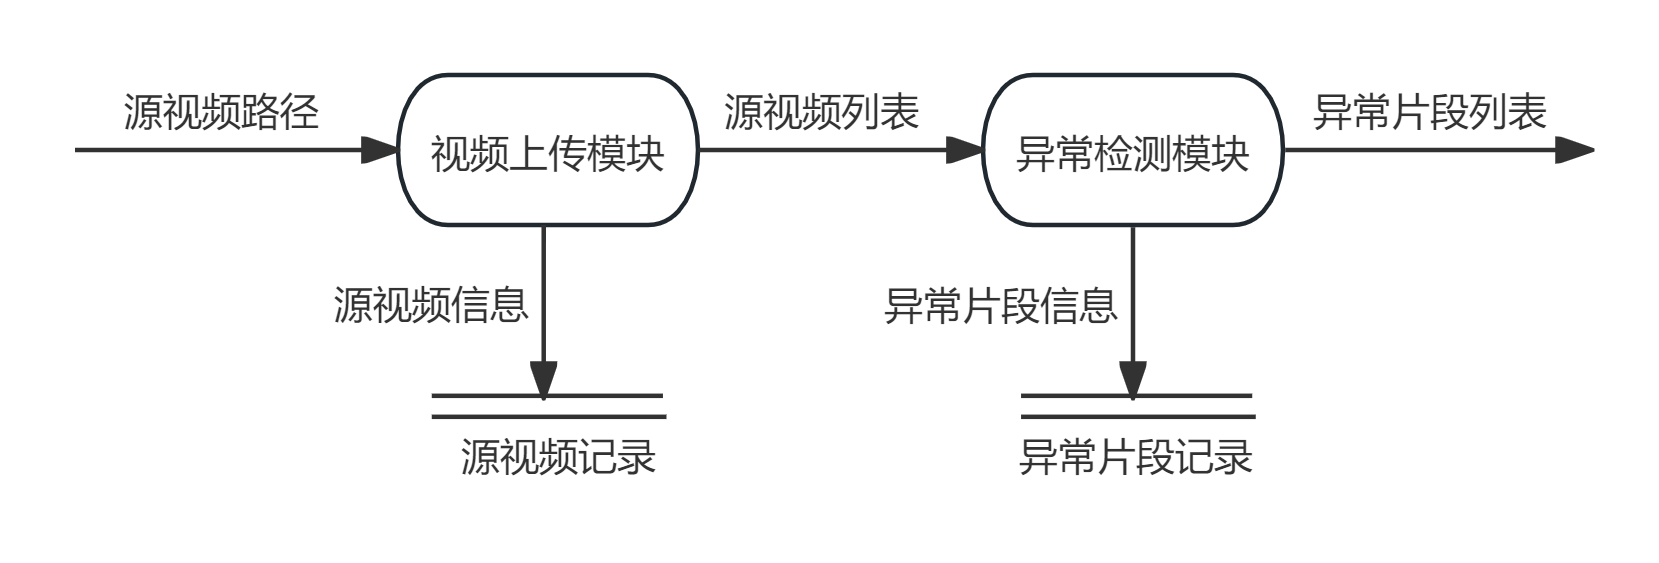 源视频路径
视频上传模块
源视频列表
异常检测模块
异常片段列表
源视频信息
异常片段信息
源视频记录
异常片段记录